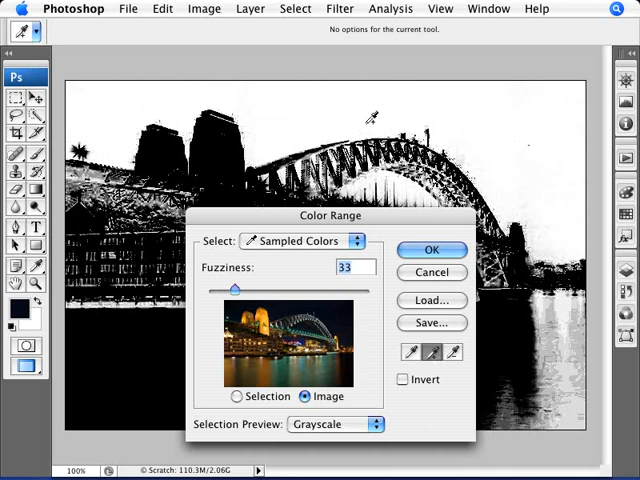 Photoshop File Edit Image Layer Select Filter Analysis View Window Help
No options for the current tool.
Ps
T
Color Range
Select: Sampled Colors
OK
Fuzziness: 33
Cancel
Load...
Save...
Invert
Selection Image
Selection Preview: Grayscale
100% Scratch: 110.3M/2.06G